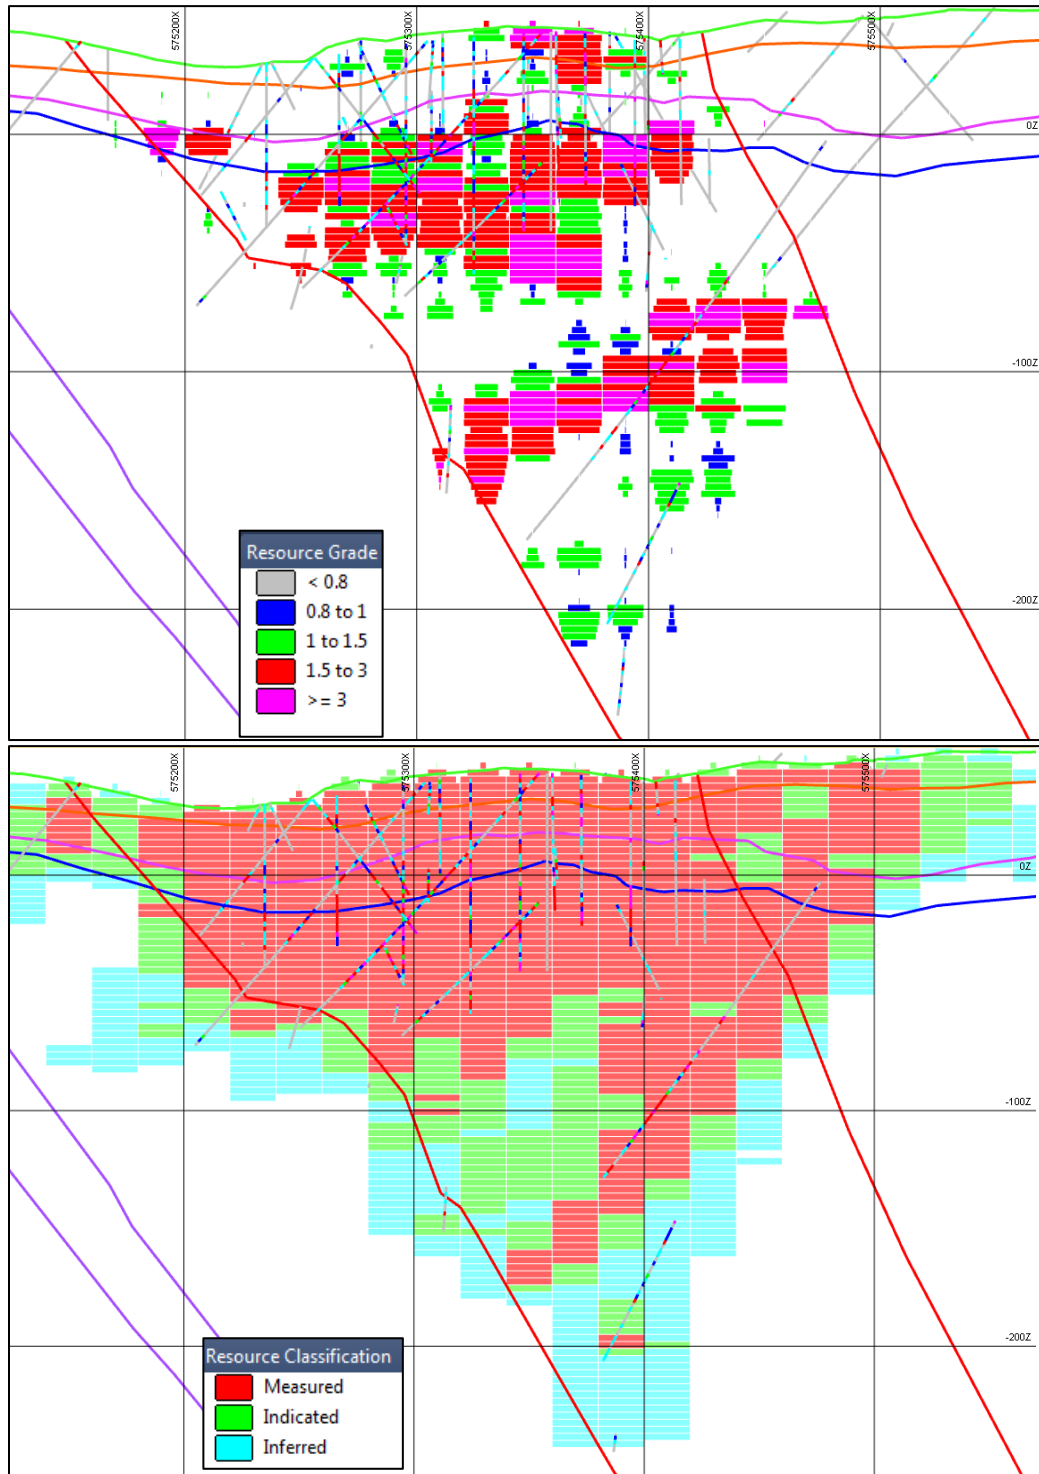 575200X
575300X
575400X
575500X
0Z
-100Z
-200Z
Resource Grade
< 0.8
0.8 to 1
1 to 1.5
1.5 to 3
>= 3
575200X
575300X
575400X
575500X
0Z
-100Z
-200Z
Resource Classification
Measured
Indicated
Inferred